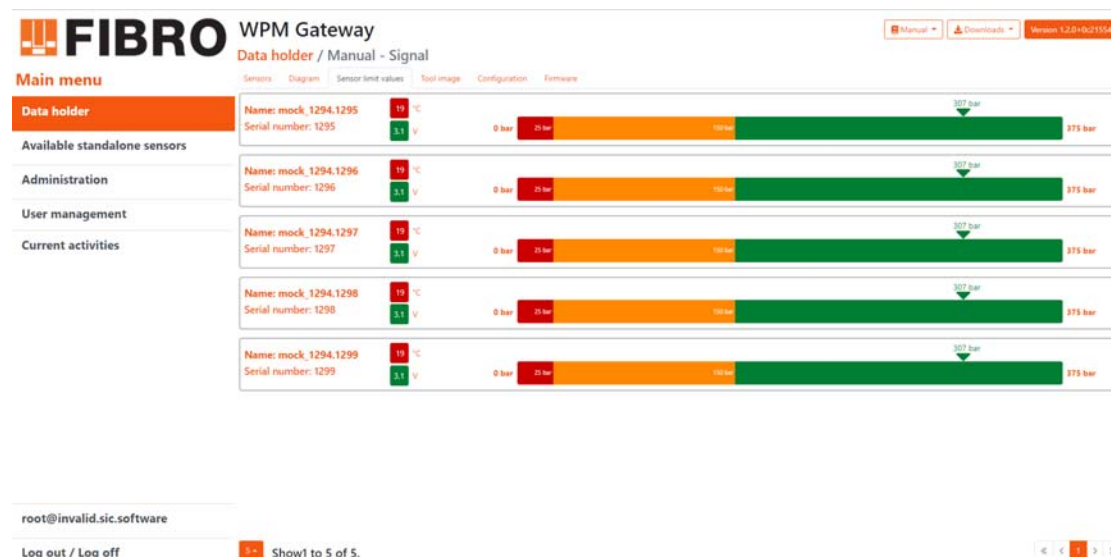 FIBRO
WPM Gateway
Manual
Downloads
Version 1.2.0+0c21554
Data holder / Manual - Signal
Main menu
Sensors Diagram Sensor limit values Tool image Configuration Firmware
Data holder
Available standalone sensors
Administration
User management
Current activities
Name: mock_1294.1295
Serial number: 1295
19 °C
3.1 V
0 bar 25 bar 150 bar 307 bar 375 bar
Name: mock_1294.1296
Serial number: 1296
19 °C
3.1 V
0 bar 25 bar 150 bar 307 bar 375 bar
Name: mock_1294.1297
Serial number: 1297
19 °C
3.1 V
0 bar 25 bar 150 bar 307 bar 375 bar
Name: mock_1294.1298
Serial number: 1298
19 °C
3.1 V
0 bar 25 bar 150 bar 307 bar 375 bar
Name: mock_1294.1299
Serial number: 1299
19 °C
3.1 V
0 bar 25 bar 150 bar 307 bar 375 bar
root@invalid.sic.software
Log out / Log off
5 Show1 to 5 of 5.
« < 1 >